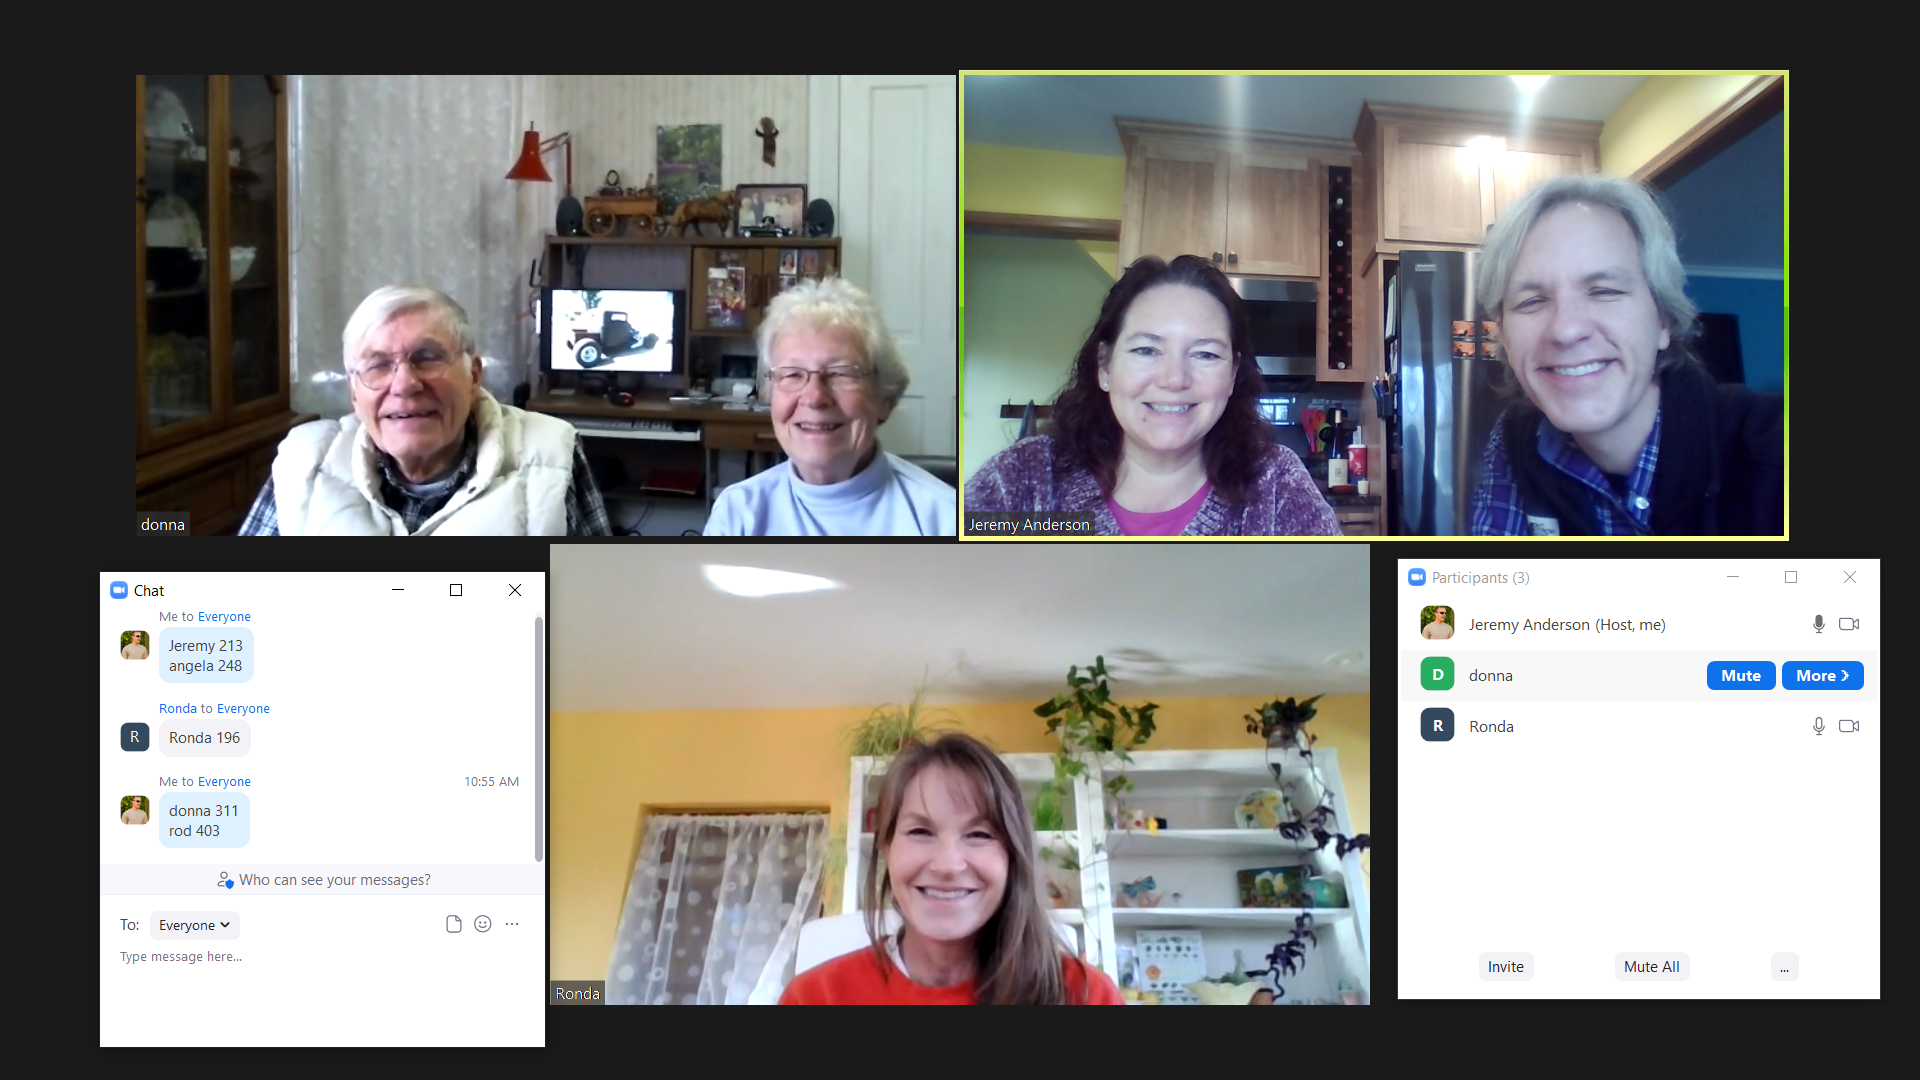 donna
Jeremy Anderson
Chat
Me to Everyone
Jeremy 213
angela 248
Ronda to Everyone
R
Ronda 196
Me to Everyone 10:55 AM
donna 311
rod 403
Who can see your messages?
To: Everyone
Type message here...
Ronda
Participants (3)
Jeremy Anderson (Host, me)
D donna Mute More
R Ronda
Invite Mute All ...